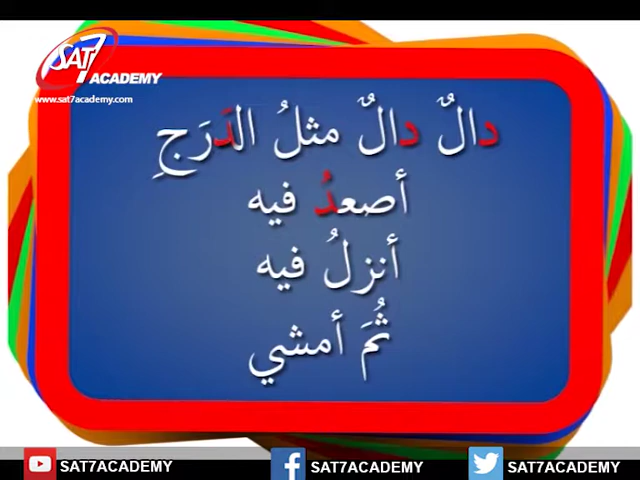 SAT7
ACADEMY
www.sat7academy.com
دالٌ دالٌ مثلُ الدَرَجِ
أصعدُ فيه
أنزلُ فيه
ثُمَ أمشي
SAT7ACADEMY
SAT7ACADEMY
SAT7ACADEMY